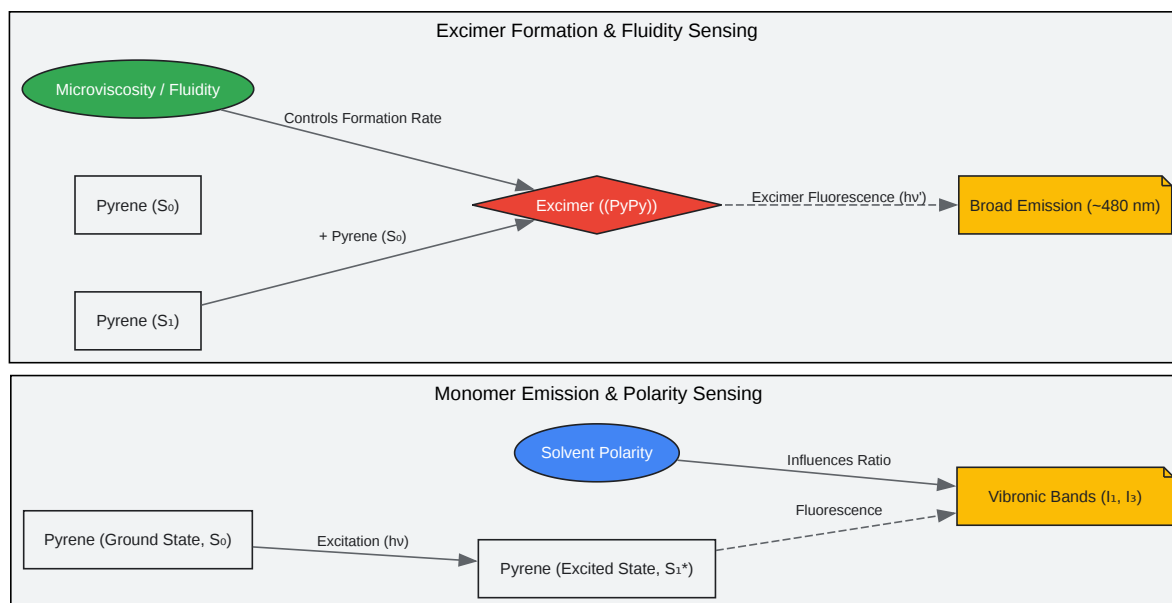 Excimer Formation & Fluidity Sensing
Microviscosity / Fluidity
Controls Formation Rate
Pyrene (S₀)
Excimer ((PyPy))
Excimer Fluorescence (hν')
Broad Emission (~480 nm)
+ Pyrene (S₀)
Pyrene (S₁)
Monomer Emission & Polarity Sensing
Solvent Polarity
Influences Ratio
Vibronic Bands (I₁, I₃)
Fluorescence
Pyrene (Ground State, S₀)
Excitation (hν)
Pyrene (Excited State, S₁*)